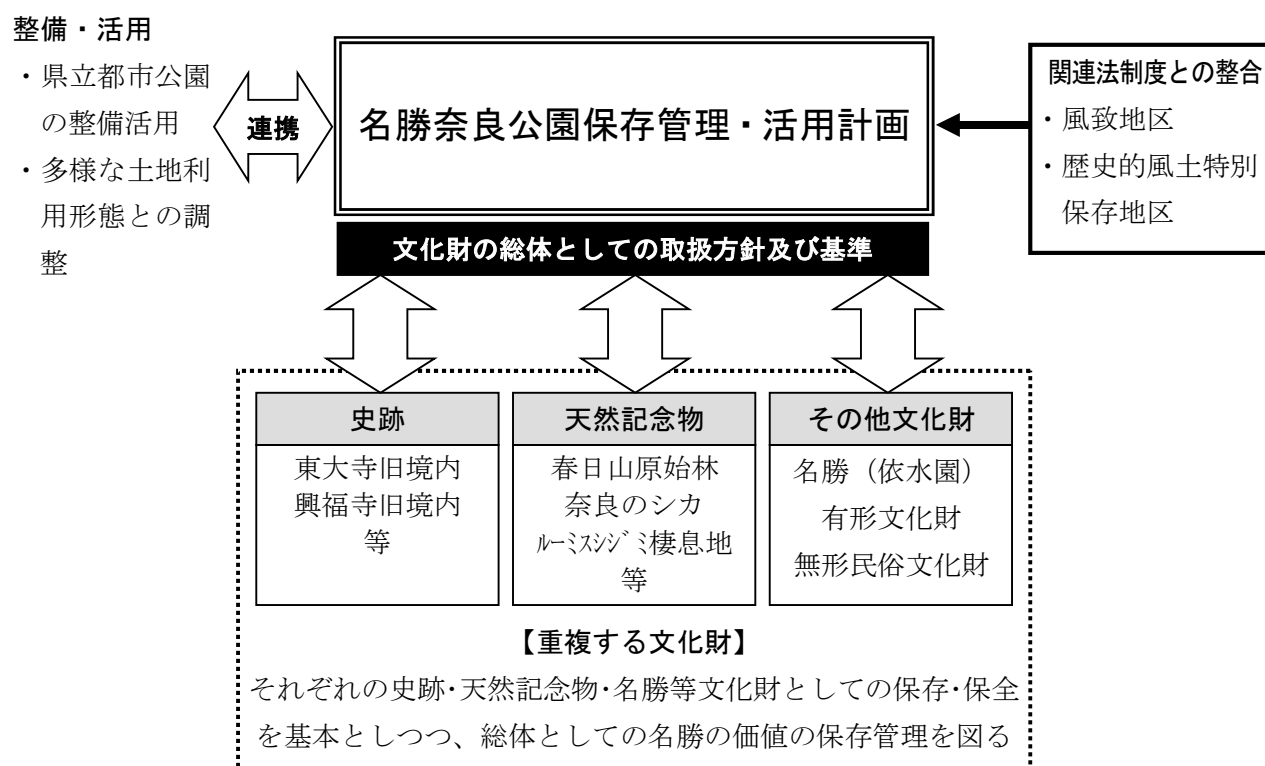 整備・活用
・県立都市公園
の整備活用
・多様な土地利
用形態との調
整
連携
名勝奈良公園保存管理・活用計画
関連法制度との整合
・風致地区
・歴史的風土特別
保存地区
文化財の総体としての取扱方針及び基準
史跡
東大寺旧境内
興福寺旧境内
等
天然記念物
春日山原始林
奈良のシカ
ﾙｰﾐｽｼｼﾞﾐ棲息地
等
その他文化財
名勝（依水園）
有形文化財
無形民俗文化財
【重複する文化財】
それぞれの史跡･天然記念物･名勝等文化財としての保存･保全
を基本としつつ、総体としての名勝の価値の保存管理を図る